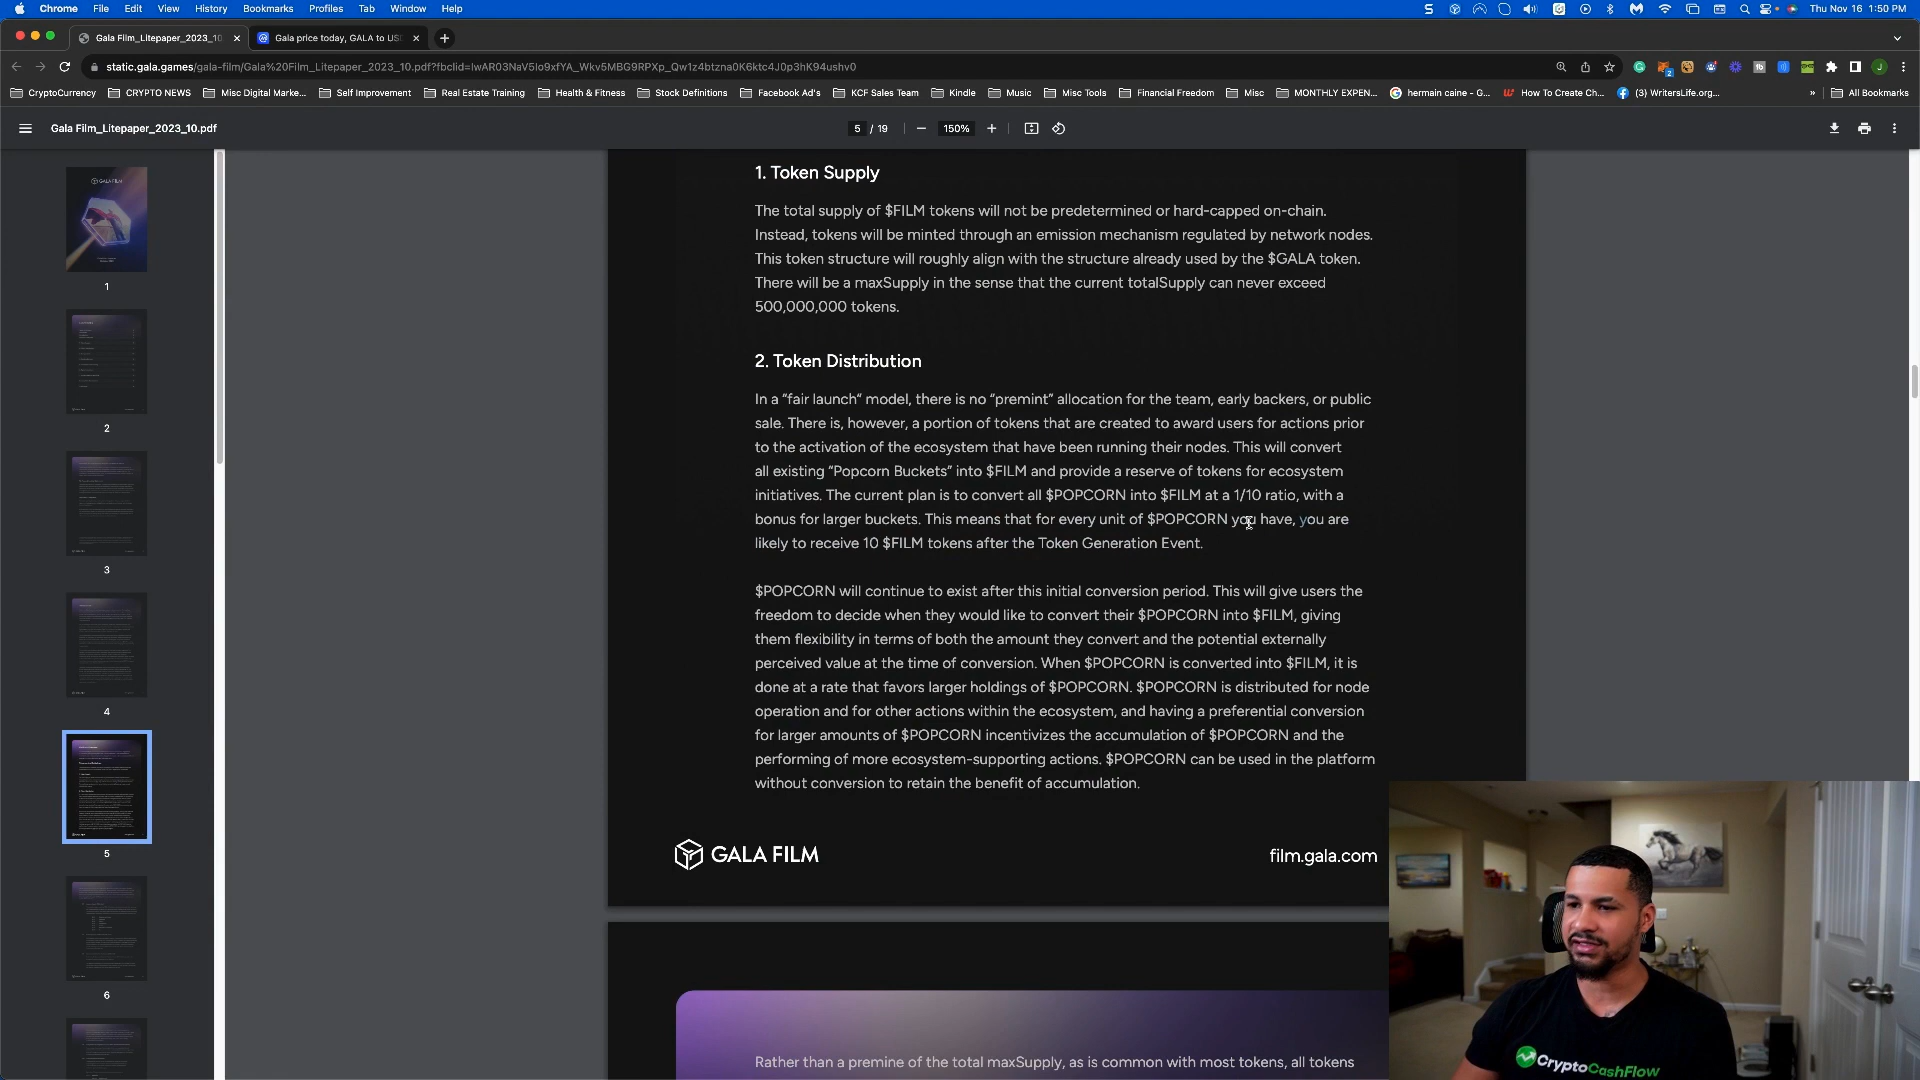 Chrome File Edit View History Bookmarks Profiles Tab Window Help
Thu Nov 16 1:50 PM
Gala Film_Litepaper_2023_10
Gala price today, GALA to US
static.gala.games/gala-film/Gala%20Film_Litepaper_2023_10.pdf?fbclid=IwAR03NaV5Io9xfYA_Wkv5MBG9RPXp_Qw1z4btzna0K6ktc4J0p3hK94ushv0
CryptoCurrency CRYPTO NEWS Misc Digital Marke... Self Improvement Real Estate Training Health & Fitness Stock Definitions Facebook Ad's KCF Sales Team Kindle Music Misc Tools Financial Freedom Misc MONTHLY EXPEN... hermain caine - G... How To Create Ch... (3) WritersLife.org... » All Bookmarks
Gala Film_Litepaper_2023_10.pdf
5 / 19 150%
1
2
3
4
5
6
1. Token Supply
The total supply of $FILM tokens will not be predetermined or hard-capped on-chain.
Instead, tokens will be minted through an emission mechanism regulated by network nodes.
This token structure will roughly align with the structure already used by the $GALA token.
There will be a maxSupply in the sense that the current totalSupply can never exceed
500,000,000 tokens.
2. Token Distribution
In a “fair launch“ model, there is no “premint” allocation for the team, early backers, or public
sale. There is, however, a portion of tokens that are created to award users for actions prior
to the activation of the ecosystem that have been running their nodes. This will convert
all existing “Popcorn Buckets” into $FILM and provide a reserve of tokens for ecosystem
initiatives. The current plan is to convert all $POPCORN into $FILM at a 1/10 ratio, with a
bonus for larger buckets. This means that for every unit of $POPCORN you have, you are
likely to receive 10 $FILM tokens after the Token Generation Event.
$POPCORN will continue to exist after this initial conversion period. This will give users the
freedom to decide when they would like to convert their $POPCORN into $FILM, giving
them flexibility in terms of both the amount they convert and the potential externally
perceived value at the time of conversion. When $POPCORN is converted into $FILM, it is
done at a rate that favors larger holdings of $POPCORN. $POPCORN is distributed for node
operation and for other actions within the ecosystem, and having a preferential conversion
for larger amounts of $POPCORN incentivizes the accumulation of $POPCORN and the
performing of more ecosystem-supporting actions. $POPCORN can be used in the platform
without conversion to retain the benefit of accumulation.
GALA FILM
film.gala.com
Rather than a premine of the total maxSupply, as is common with most tokens, all tokens
CryptoCashFlow